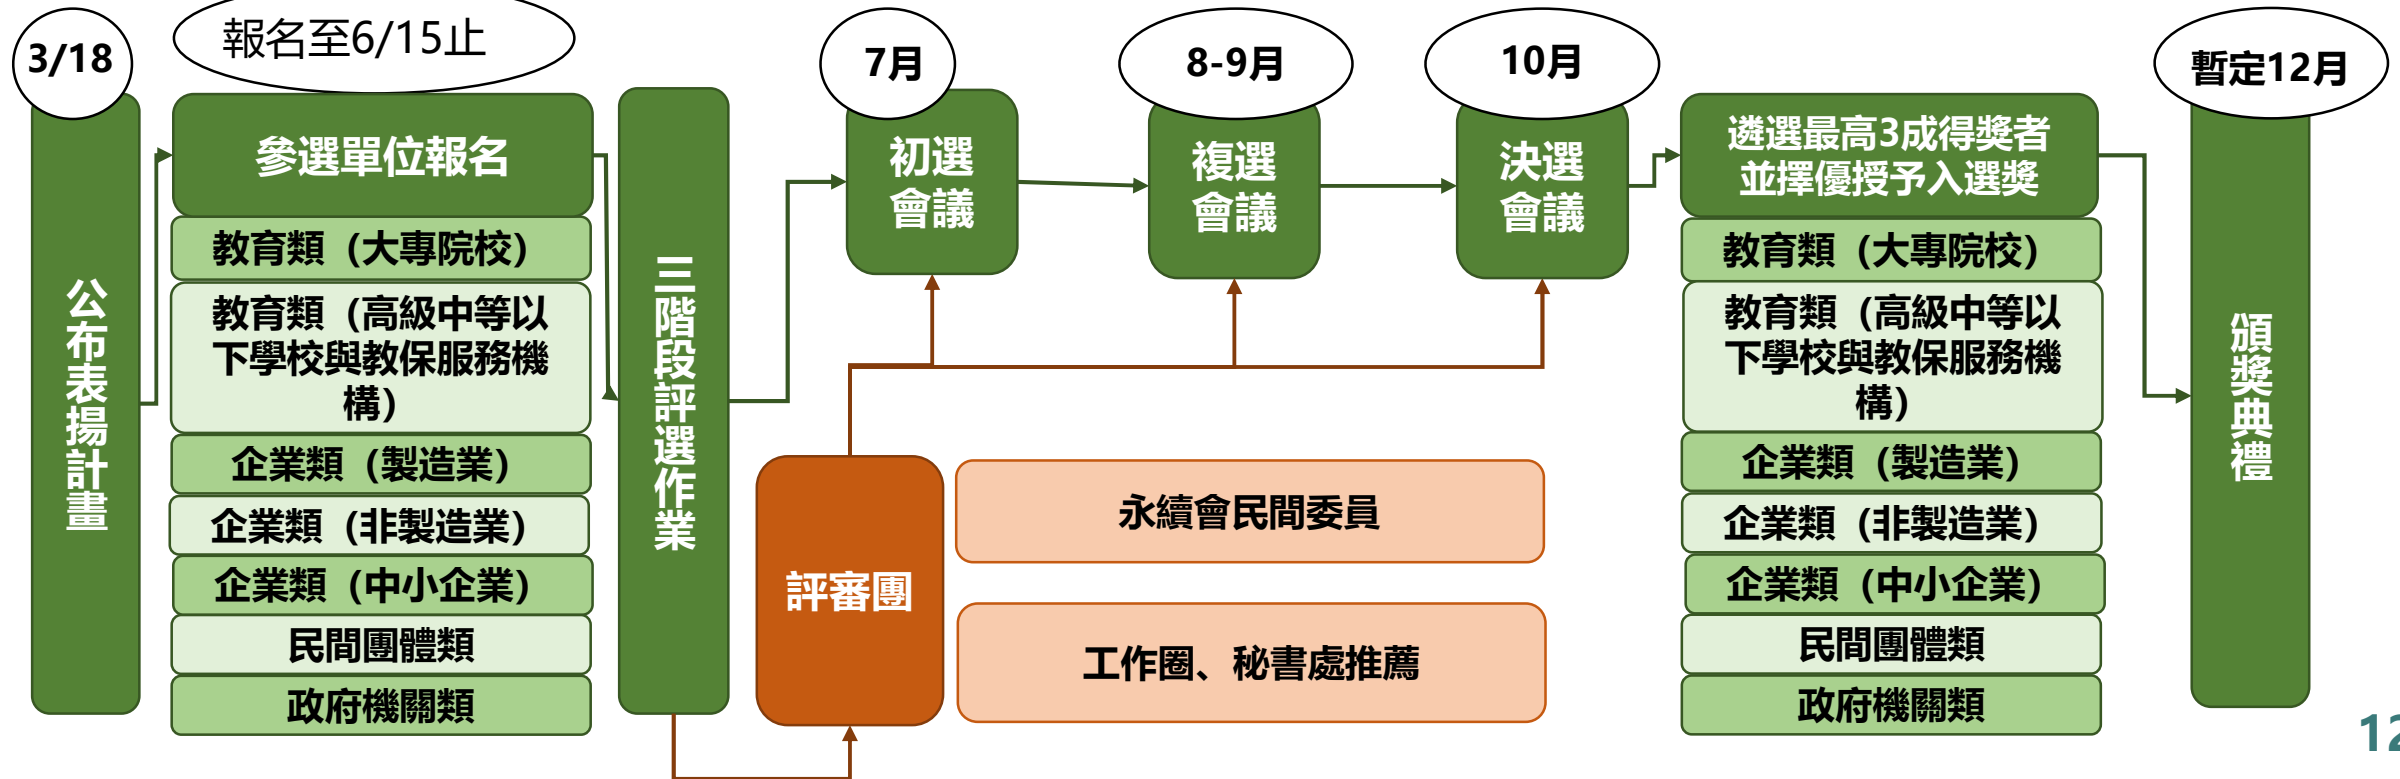 3/18
公布表揚計畫
報名至6/15止
參選單位報名
教育類（大專院校）
教育類（高級中等以
下學校與教保服務機
構）
企業類（製造業）
企業類（非製造業）
企業類（中小企業）
民間團體類
政府機關類
三階段評選作業
7月
初選
會議
8-9月
複選
會議
10月
決選
會議
評審團
永續會民間委員
工作圈、秘書處推薦
遴選最高3成得獎者
並擇優授予入選獎
教育類（大專院校）
教育類（高級中等以
下學校與教保服務機
構）
企業類（製造業）
企業類（非製造業）
企業類（中小企業）
民間團體類
政府機關類
暫定12月
頒獎典禮
12